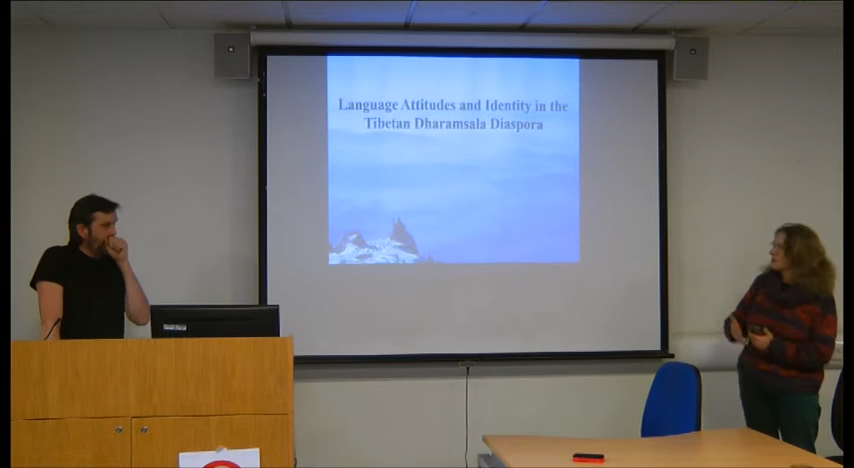 Language Attitudes and Identity in the
Tibetan Dharamsala Diaspora